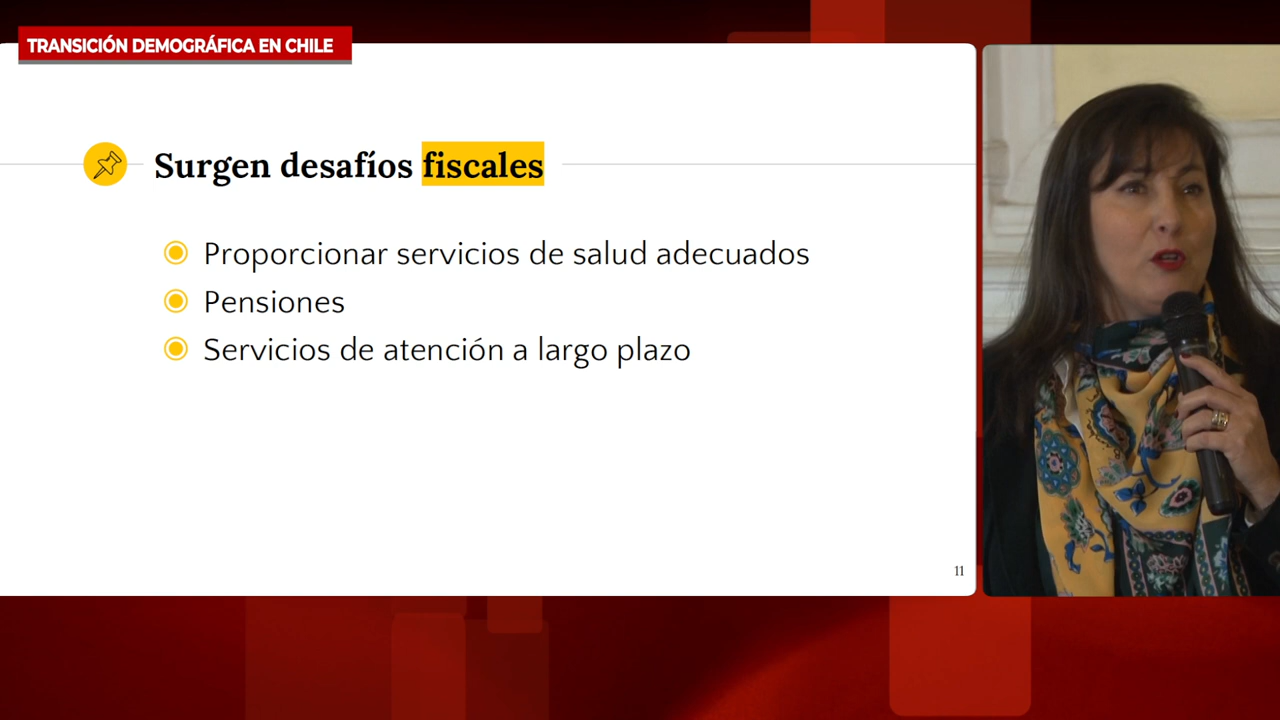 TRANSICIÓN DEMOGRÁFICA EN CHILE
Surgen desafíos fiscales
Proporcionar servicios de salud adecuados
Pensiones
Servicios de atención a largo plazo
11